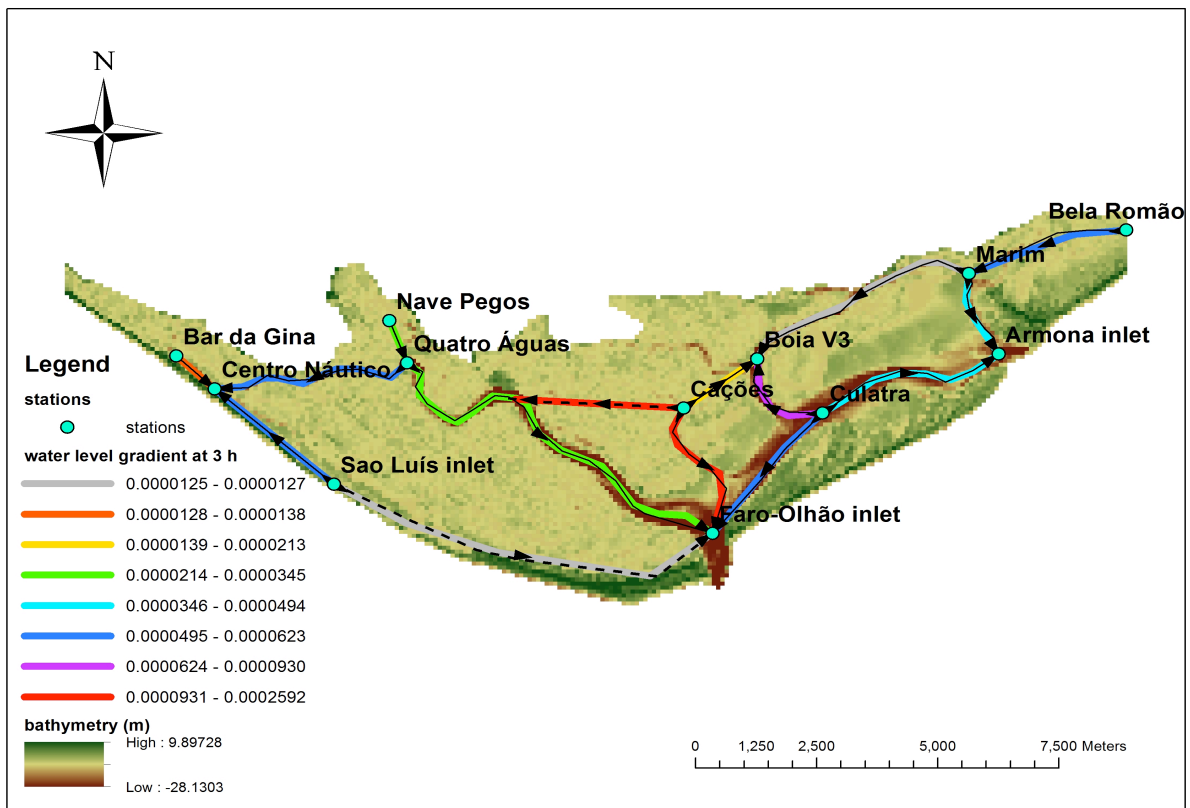 N
Bela Romão
Marim
Nave Pegos
Armona inlet
Bar da Gina
Quatro Águas
Boia V3
Centro Náutico
Cações
Culatra
Sao Luís inlet
Faro-Olhão inlet
Legend
stations
stations
water level gradient at 3 h
0.0000125 - 0.0000127
0.0000128 - 0.0000138
0.0000139 - 0.0000213
0.0000214 - 0.0000345
0.0000346 - 0.0000494
0.0000495 - 0.0000623
0.0000624 - 0.0000930
0.0000931 - 0.0002592
bathymetry (m)
High : 9.89728
Low : -28.1303
0 1,250 2,500 5,000 7,500 Meters